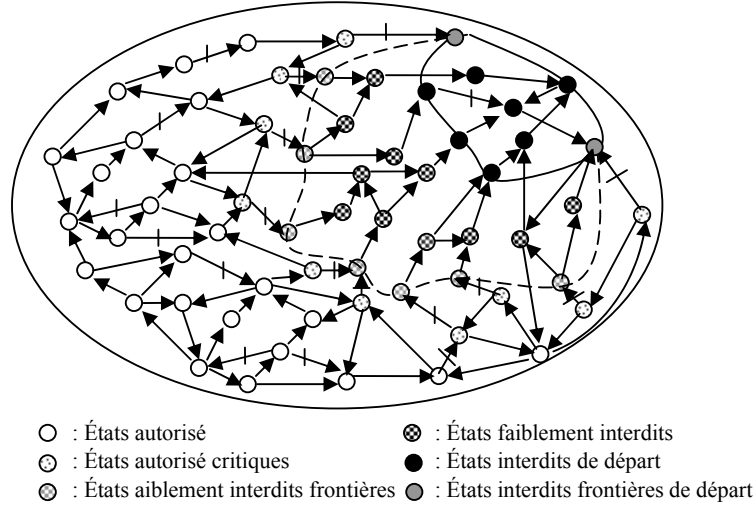 : États autorisé
: États faiblement interdits
: États autorisé critiques
: États interdits de départ
: États aiblement interdits frontières
: États interdits frontières de départ